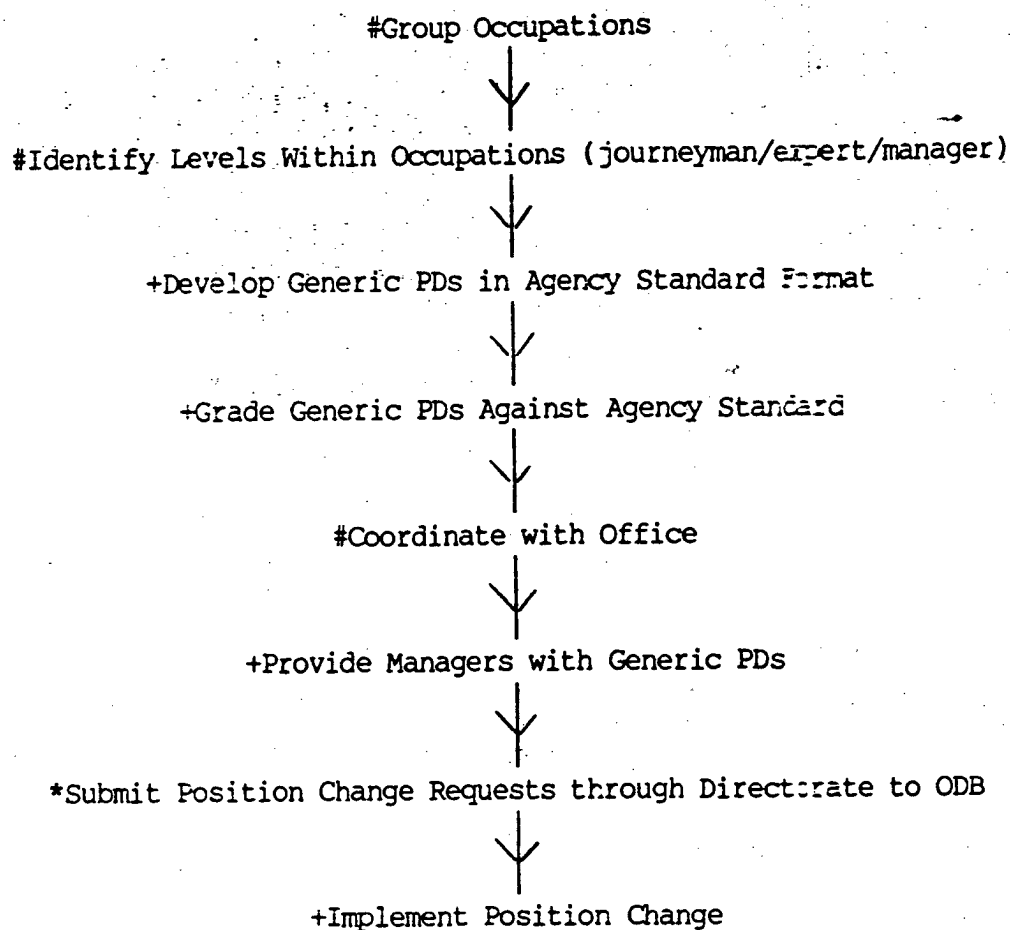 #Group Occupations
#Identify Levels Within Occupations (journeyman/expert/manager)
+Develop Generic PDs in Agency Standard Format
+Grade Generic PDs Against Agency Standard
#Coordinate with Office
+Provide Managers with Generic PDs
*Submit Position Change Requests through Directorate to ODB
+Implement Position Change